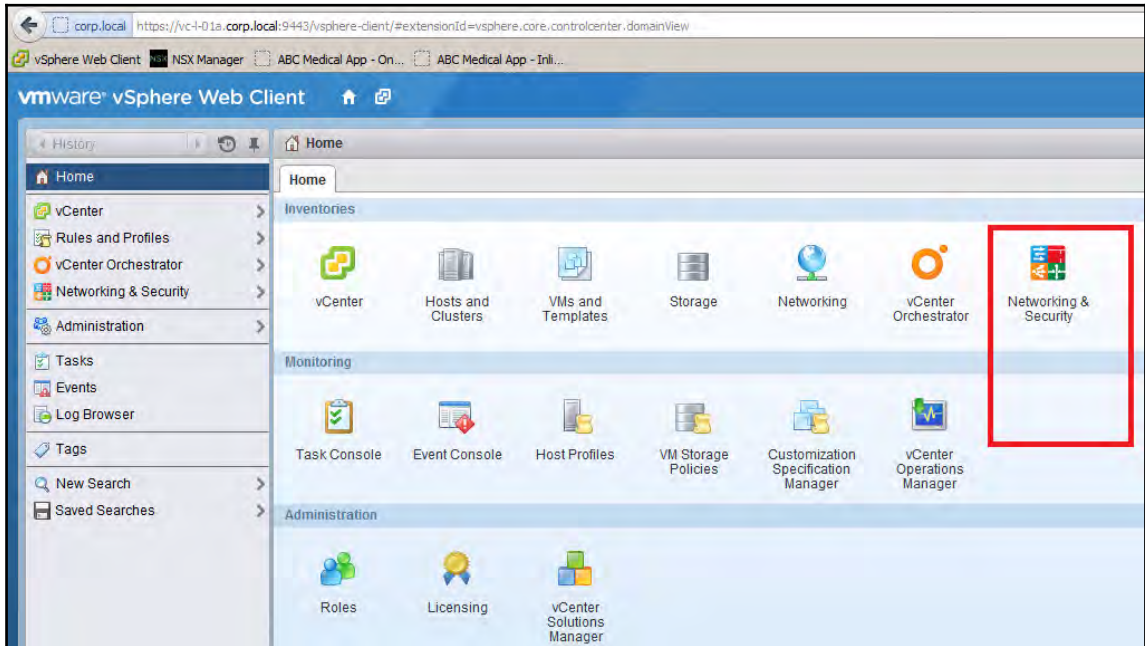 corp.local https://vc-l-01a.corp.local:9443/vsphere-client/#extensionId=vsphere.core.controlcenter.domainView
vSphere Web Client NSX NSX Manager ABC Medical App - On... ABC Medical App - Inli...
vmware® vSphere Web Client
History
Home
Home
Home
vCenter
Rules and Profiles
vCenter Orchestrator
Networking & Security
Administration
Tasks
Events
Log Browser
Tags
New Search
Saved Searches
Inventories
vCenter
Hosts and
Clusters
VMs and
Templates
Storage
Networking
vCenter
Orchestrator
Networking &
Security
Monitoring
Task Console
Event Console
Host Profiles
VM Storage
Policies
Customization
Specification
Manager
vCenter
Operations
Manager
Administration
Roles
Licensing
vCenter
Solutions
Manager